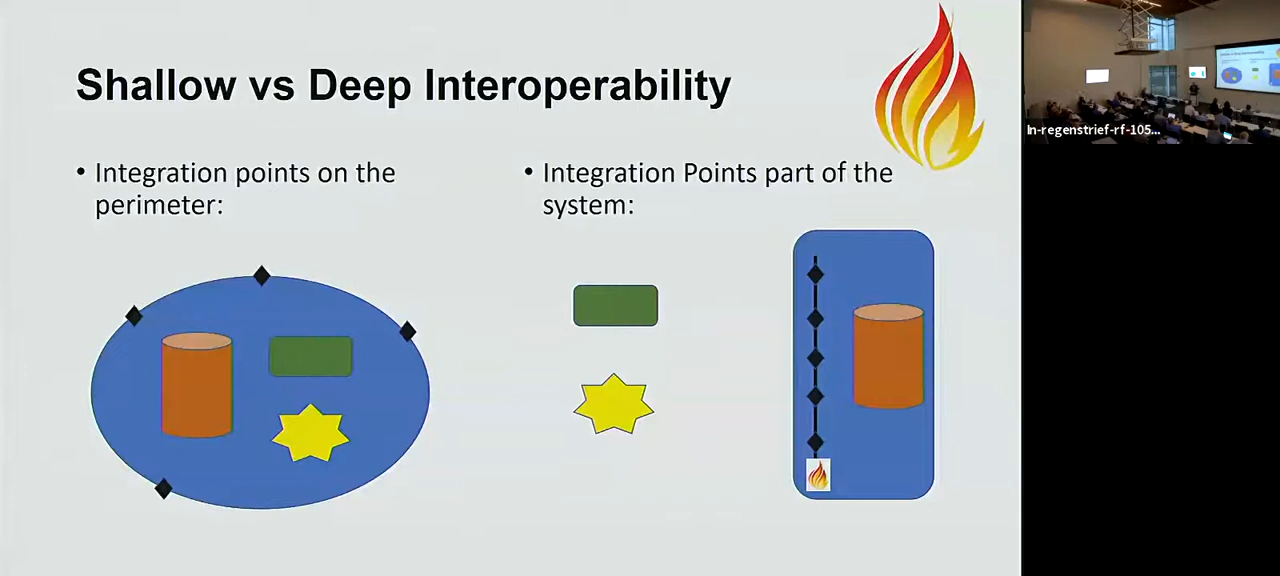 Shallow vs Deep Interoperability
• Integration points on the
perimeter:
• Integration Points part of the
system:
In-regenstrief-rf-105...